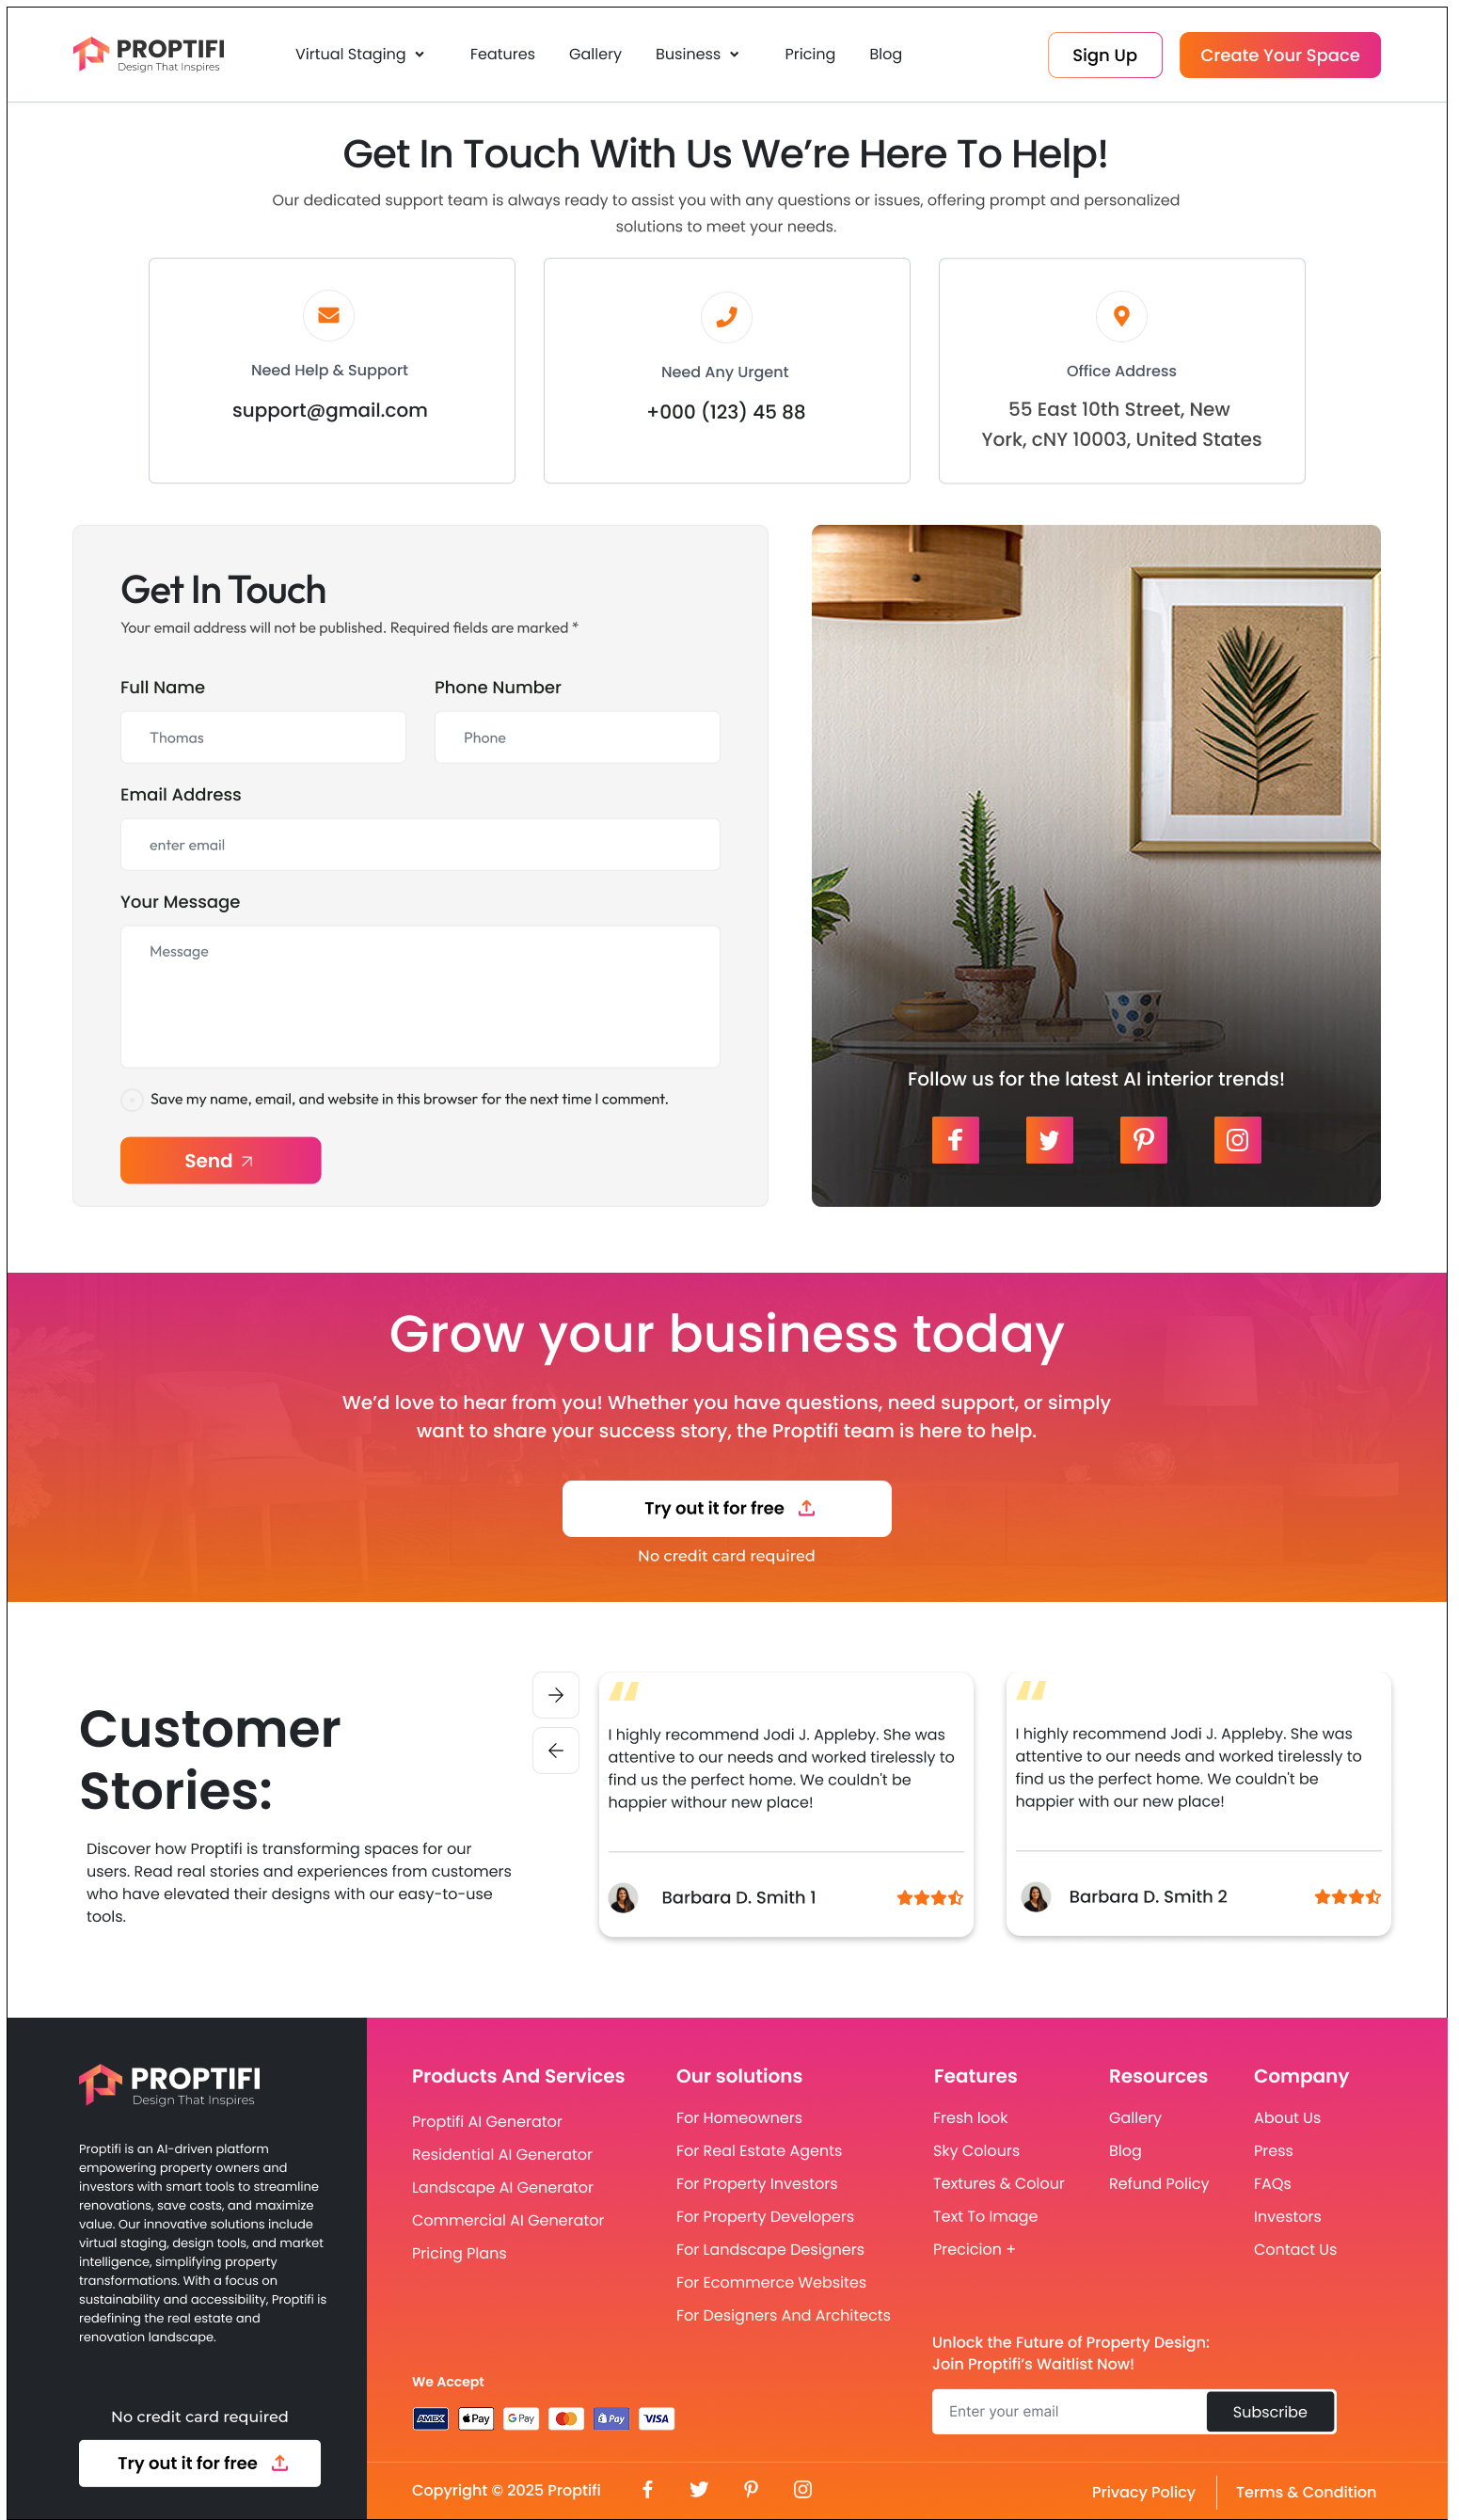 PROPTIFI
Design That Inspires
Virtual Staging
Features
Gallery
Business
Pricing
Blog
Sign Up
Create Your Space
Get In Touch With Us We’re Here To Help!
Our dedicated support team is always ready to assist you with any questions or issues, offering prompt and personalized
solutions to meet your needs.
Need Help & Support
support@gmail.com
Need Any Urgent
+000 (123) 45 88
Office Address
55 East 10th Street, New
York, cNY 10003, United States
Get In Touch
Your email address will not be published. Required fields are marked *
Full Name
Phone Number
Thomas
Phone
Email Address
enter email
Your Message
Message
Save my name, email, and website in this browser for the next time I comment.
Send
Follow us for the latest AI interior trends!
Grow your business today
We’d love to hear from you! Whether you have questions, need support, or simply
want to share your success story, the Proptifi team is here to help.
Try out it for free
No credit card required
Customer
Stories:
Discover how Proptifi is transforming spaces for our
users. Read real stories and experiences from customers
who have elevated their designs with our easy-to-use
tools.
I highly recommend Jodi J. Appleby. She was
attentive to our needs and worked tirelessly to
find us the perfect home. We couldn't be
happier withour new place!
Barbara D. Smith 1
I highly recommend Jodi J. Appleby. She was
attentive to our needs and worked tirelessly to
find us the perfect home. We couldn't be
happier with our new place!
Barbara D. Smith 2
PROPTIFI
Design That Inspires
Proptifi is an AI-driven platform
empowering property owners and
investors with smart tools to streamline
renovations, save costs, and maximize
value. Our innovative solutions include
virtual staging, design tools, and market
intelligence, simplifying property
transformations. With a focus on
sustainability and accessibility, Proptifi is
redefining the real estate and
renovation landscape.
No credit card required
Try out it for free
Products And Services
Proptifi AI Generator
Residential AI Generator
Landscape AI Generator
Commercial AI Generator
Pricing Plans
Our solutions
For Homeowners
For Real Estate Agents
For Property Investors
For Property Developers
For Landscape Designers
For Ecommerce Websites
For Designers And Architects
Features
Fresh look
Sky Colours
Textures & Colour
Text To Image
Precicion +
Resources
Gallery
Blog
Refund Policy
Company
About Us
Press
FAQs
Investors
Contact Us
We Accept
AMEX
Pay
G Pay
Pay
VISA
Unlock the Future of Property Design:
Join Proptifi’s Waitlist Now!
Enter your email
Subscribe
Copyright © 2025 Proptifi
Privacy Policy
Terms & Condition